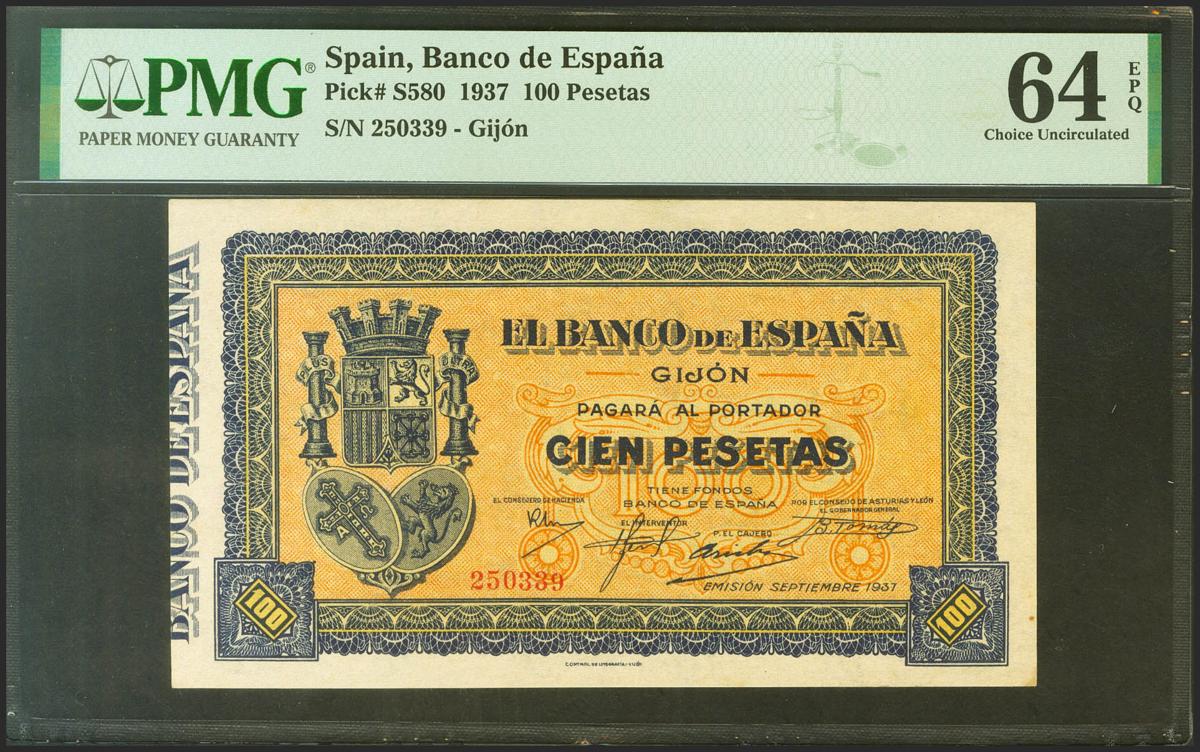 PMG®
PAPER MONEY GUARANTY
Spain, Banco de España
Pick# S580 1937 100 Pesetas
S/N 250339 - Gijón
64 EPQ
Choice Uncirculated
BANCO DE ESPAÑA
EL BANCO DE ESPAÑA
GIJÓN
PAGARÁ AL PORTADOR
CIEN PESETAS
TIENE FONDOS
BANCO DE ESPAÑA
EL CONSEJERO DE HACIENDA
POR EL CONSEJO DE ASTURIAS Y LEÓN
EL GOBERNADOR GENERAL
EL INTERVENTOR
P. EL CAJERO
B. Tomás
250339
EMISIÓN SEPTIEMBRE 1937
100
100